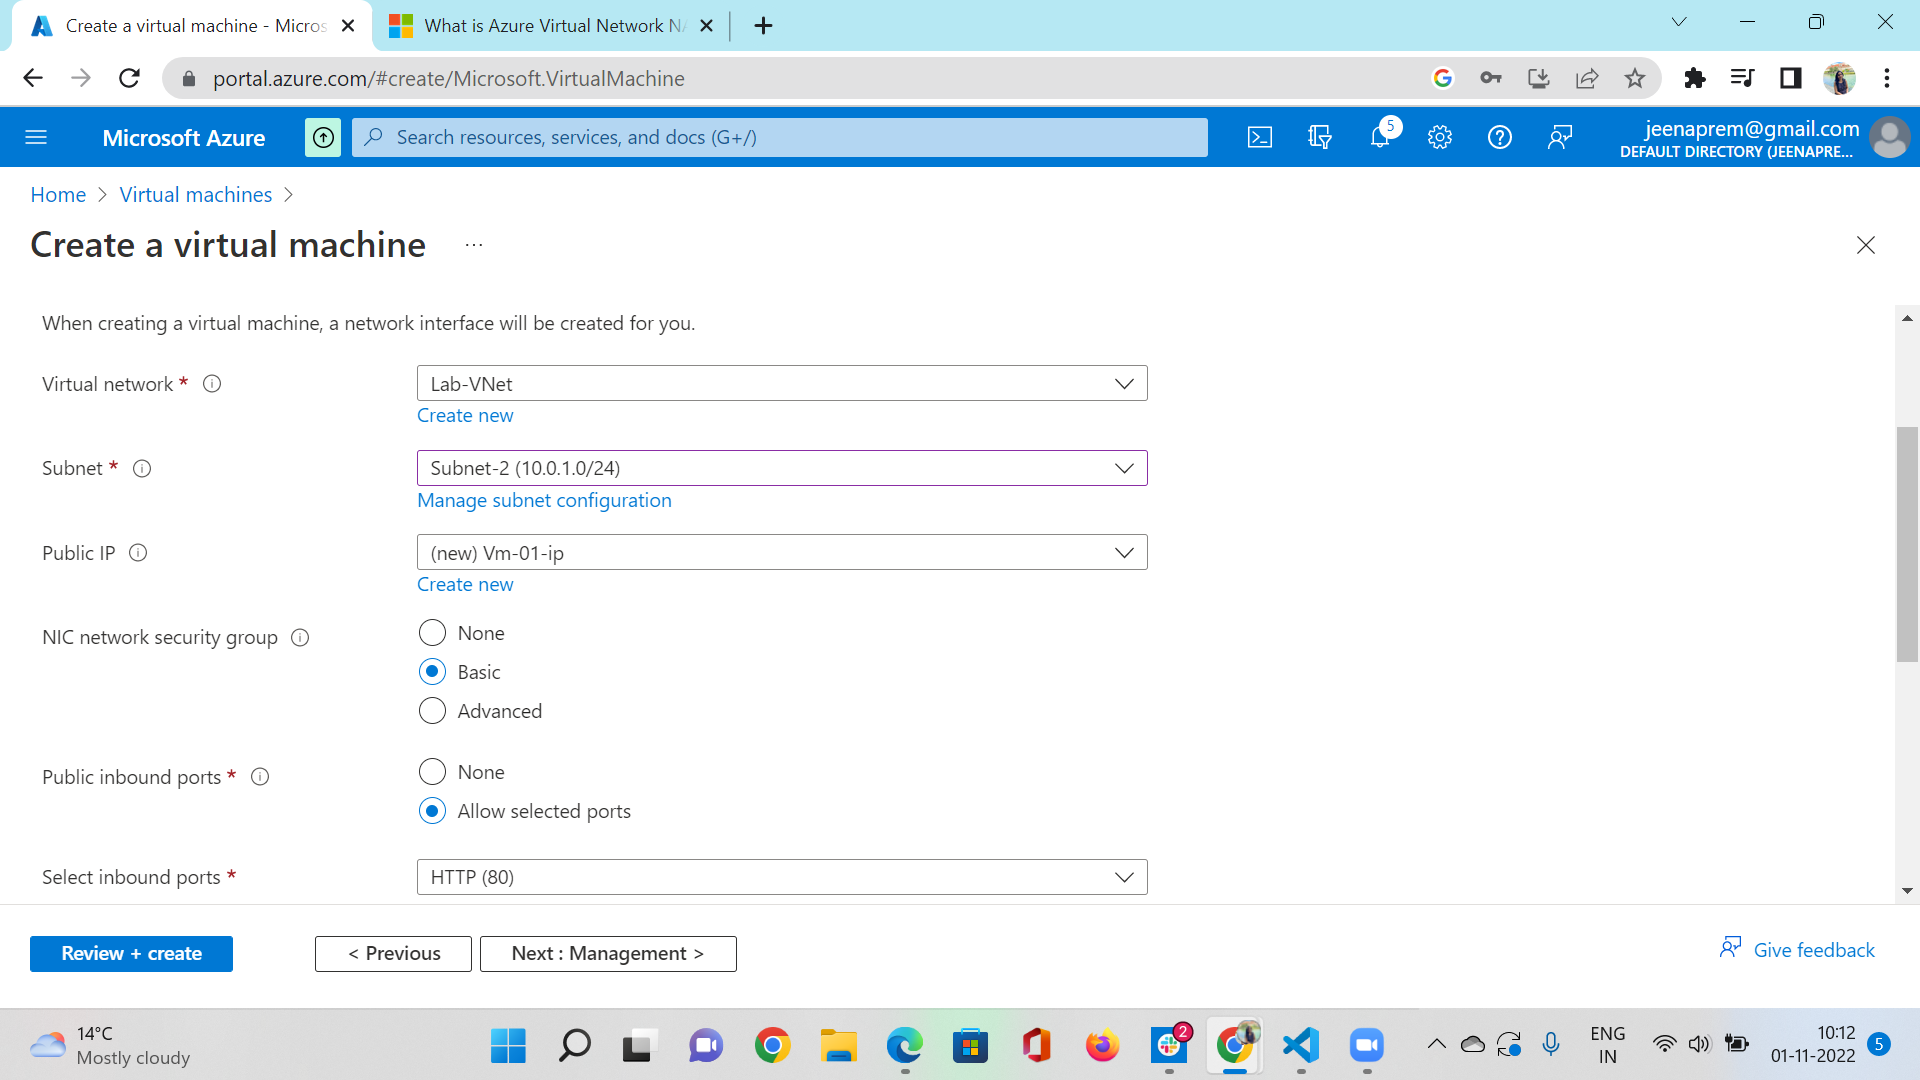 Create a virtual machine - Micros
What is Azure Virtual Network NA
portal.azure.com/#create/Microsoft.VirtualMachine
Microsoft Azure
Search resources, services, and docs (G+/)
5
jeenaprem@gmail.com
DEFAULT DIRECTORY (JEENAPRE...
Home > Virtual machines >
Create a virtual machine ...
When creating a virtual machine, a network interface will be created for you.
Virtual network *
Lab-VNet
Create new
Subnet *
Subnet-2 (10.0.1.0/24)
Manage subnet configuration
Public IP
(new) Vm-01-ip
Create new
NIC network security group
None
Basic
Advanced
Public inbound ports *
None
Allow selected ports
Select inbound ports *
HTTP (80)
Review + create
< Previous
Next : Management >
Give feedback
14°C
Mostly cloudy
2
ENG
IN
10:12
01-11-2022
5